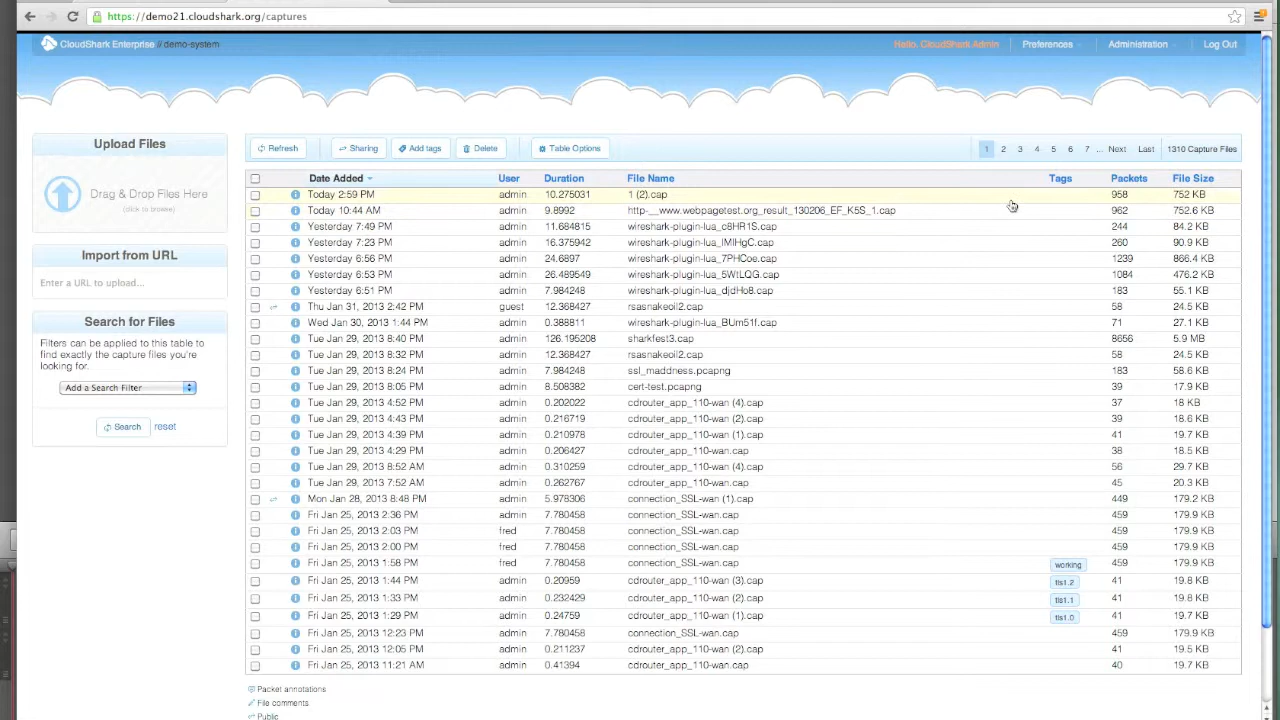 https://demo21.cloudshark.org/captures
CloudShark Enterprise // demo-system
Hello, CloudShark Admin
Preferences
Administration
Log Out
Upload Files
Drag & Drop Files Here
(click to browse)
Import from URL
Enter a URL to upload...
Search for Files
Filters can be applied to this table to
find exactly the capture files you're
looking for.
Add a Search Filter
Search reset
Refresh Sharing Add tags Delete Table Options 1 2 3 4 5 6 7 ... Next Last 1310 Capture Files
Date Added User Duration File Name Tags Packets File Size
Today 2:59 PM admin 10.275031 1 (2).cap 958 752 KB
Today 10:44 AM admin 9.8992 http-__www.webpagetest.org_result_130206_EF_K5S_1.cap 962 752.6 KB
Yesterday 7:49 PM admin 11.684815 wireshark-plugin-lua_c8HR1S.cap 244 84.2 KB
Yesterday 7:23 PM admin 16.375942 wireshark-plugin-lua_lMlHgC.cap 260 90.9 KB
Yesterday 6:56 PM admin 24.6897 wireshark-plugin-lua_7PHCoe.cap 1239 866.4 KB
Yesterday 6:53 PM admin 26.489549 wireshark-plugin-lua_5WtLQG.cap 1084 476.2 KB
Yesterday 6:51 PM admin 7.984248 wireshark-plugin-lua_djdHo8.cap 183 55.1 KB
Thu Jan 31, 2013 2:42 PM guest 12.368427 rsasnakeoil2.cap 58 24.5 KB
Wed Jan 30, 2013 1:44 PM admin 0.388811 wireshark-plugin-lua_BUm51f.cap 71 27.1 KB
Tue Jan 29, 2013 8:40 PM admin 126.195208 sharkfest3.cap 8656 5.9 MB
Tue Jan 29, 2013 8:32 PM admin 12.368427 rsasnakeoil2.cap 58 24.5 KB
Tue Jan 29, 2013 8:24 PM admin 7.984248 ssl_maddness.pcapng 183 58.6 KB
Tue Jan 29, 2013 8:05 PM admin 8.508382 cert-test.pcapng 39 17.9 KB
Tue Jan 29, 2013 4:52 PM admin 0.202022 cdrouter_app_110-wan (4).cap 37 18 KB
Tue Jan 29, 2013 4:43 PM admin 0.216719 cdrouter_app_110-wan (2).cap 39 18.6 KB
Tue Jan 29, 2013 4:39 PM admin 0.210978 cdrouter_app_110-wan (1).cap 41 19.7 KB
Tue Jan 29, 2013 4:29 PM admin 0.206427 cdrouter_app_110-wan.cap 38 18.5 KB
Tue Jan 29, 2013 8:52 AM admin 0.310259 cdrouter_app_110-wan (4).cap 56 29.7 KB
Tue Jan 29, 2013 7:52 AM admin 0.262767 cdrouter_app_110-wan.cap 45 20.3 KB
Mon Jan 28, 2013 8:48 PM admin 5.978306 connection_SSL-wan (1).cap 449 179.2 KB
Fri Jan 25, 2013 2:36 PM admin 7.780458 connection_SSL-wan.cap 459 179.9 KB
Fri Jan 25, 2013 2:03 PM fred 7.780458 connection_SSL-wan.cap 459 179.9 KB
Fri Jan 25, 2013 2:00 PM fred 7.780458 connection_SSL-wan.cap 459 179.9 KB
Fri Jan 25, 2013 1:58 PM fred 7.780458 connection_SSL-wan.cap working 459 179.9 KB
Fri Jan 25, 2013 1:44 PM admin 0.20959 cdrouter_app_110-wan (3).cap tls1.2 41 19.8 KB
Fri Jan 25, 2013 1:33 PM admin 0.232429 cdrouter_app_110-wan (2).cap tls1.1 41 19.8 KB
Fri Jan 25, 2013 1:29 PM admin 0.24759 cdrouter_app_110-wan (1).cap tls1.0 41 19.7 KB
Fri Jan 25, 2013 12:23 PM admin 7.780458 connection_SSL-wan.cap 459 179.9 KB
Fri Jan 25, 2013 12:05 PM admin 0.211237 cdrouter_app_110-wan (2).cap 41 19.5 KB
Fri Jan 25, 2013 11:21 AM admin 0.41394 cdrouter_app_110-wan.cap 40 19.7 KB
Packet annotations
File comments
Public